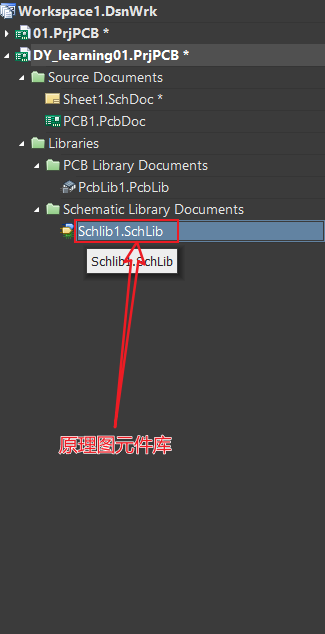 Workspace1.DsnWrk
01.PrjPCB *
DY_learning01.PrjPCB *
Source Documents
Sheet1.SchDoc *
PCB1.PcbDoc
Libraries
PCB Library Documents
PcbLib1.PcbLib
Schematic Library Documents
Schlib1.SchLib
Schlib1.SchLib
原理图元件库